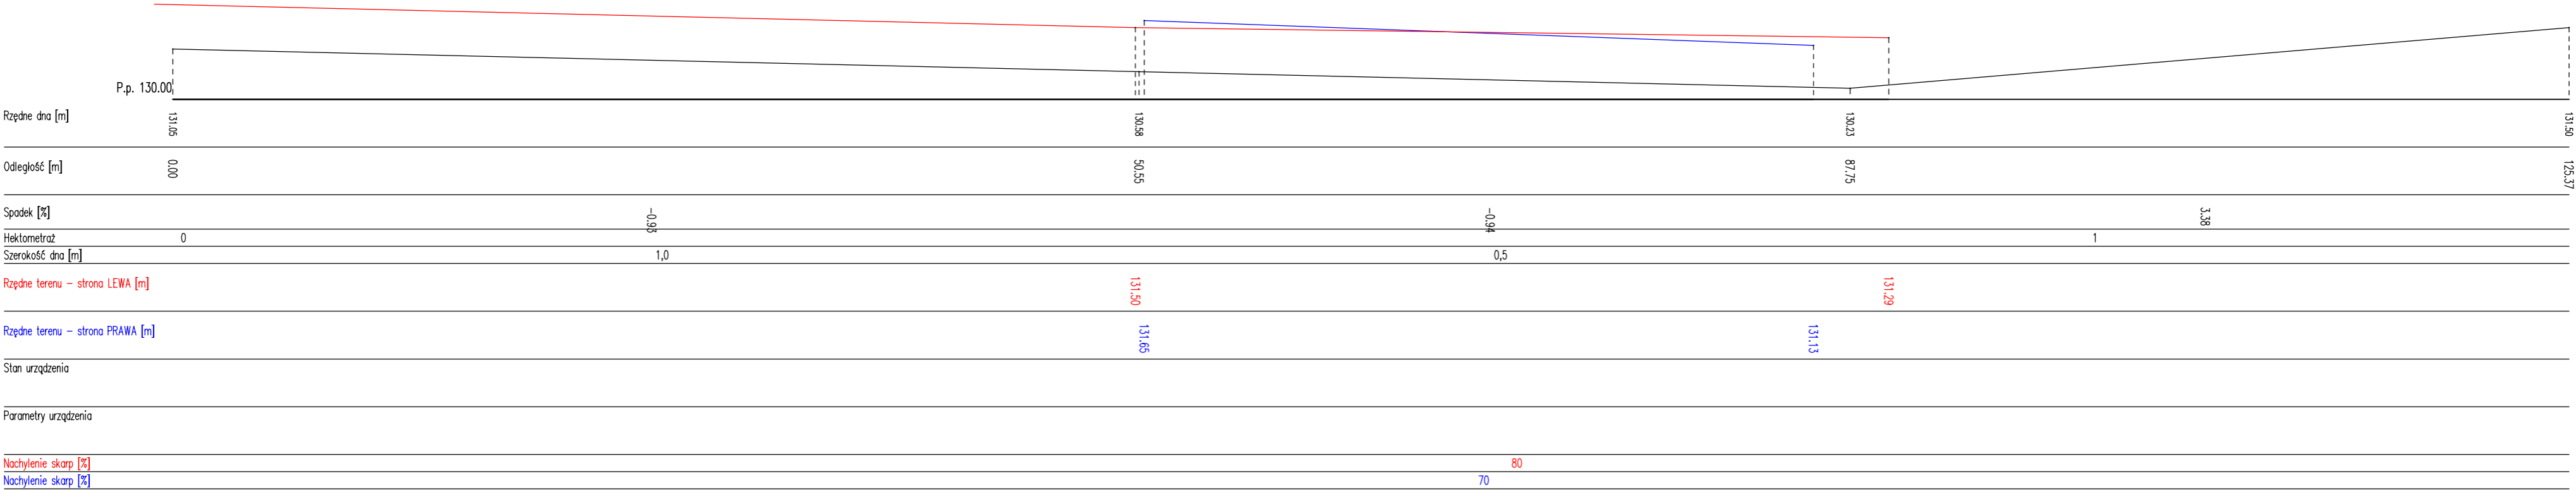 P.p. 130.00
Rzędne dna [m] 131.05 130.58 130.23 131.50
Odległość [m] 0.00 50.55 87.75 125.37
Spadek [%] -0.93 -0.94 3.38
Hektometraż 0 1
Szerokość dna [m] 1,0 0,5
Rzędne terenu - strona LEWA [m] 131.50 131.29
Rzędne terenu - strona PRAWA [m] 131.65 131.13
Stan urządzenia
Parametry urządzenia
Nachylenie skarp [%] 80
Nachylenie skarp [%] 70